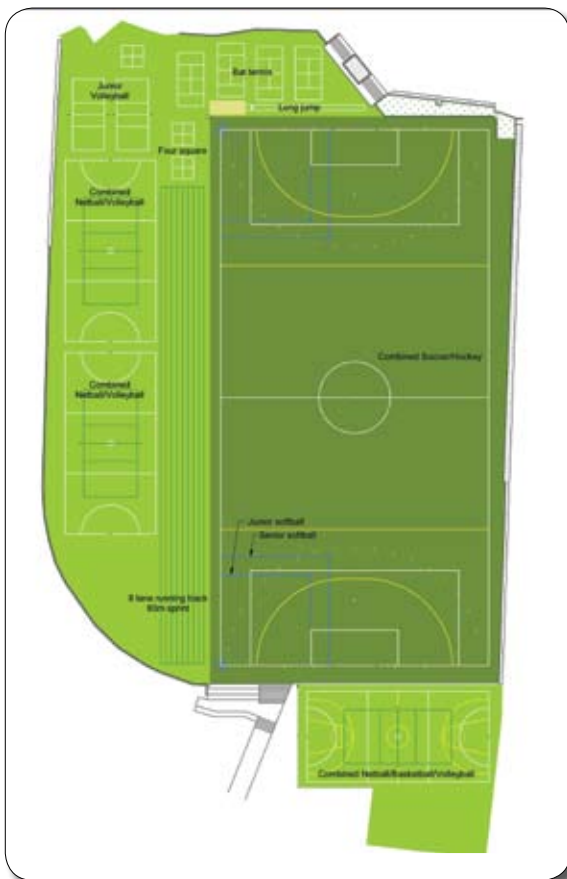 Bat tennis
Junior
Volleyball
Long jump
Four square
Combined
Netball/Volleyball
Combined Soccer/Hockey
Combined
Netball/Volleyball
Junior softball
Senior softball
8 lane running track
60m sprint
Combined Netball/Basketball/Volleyball